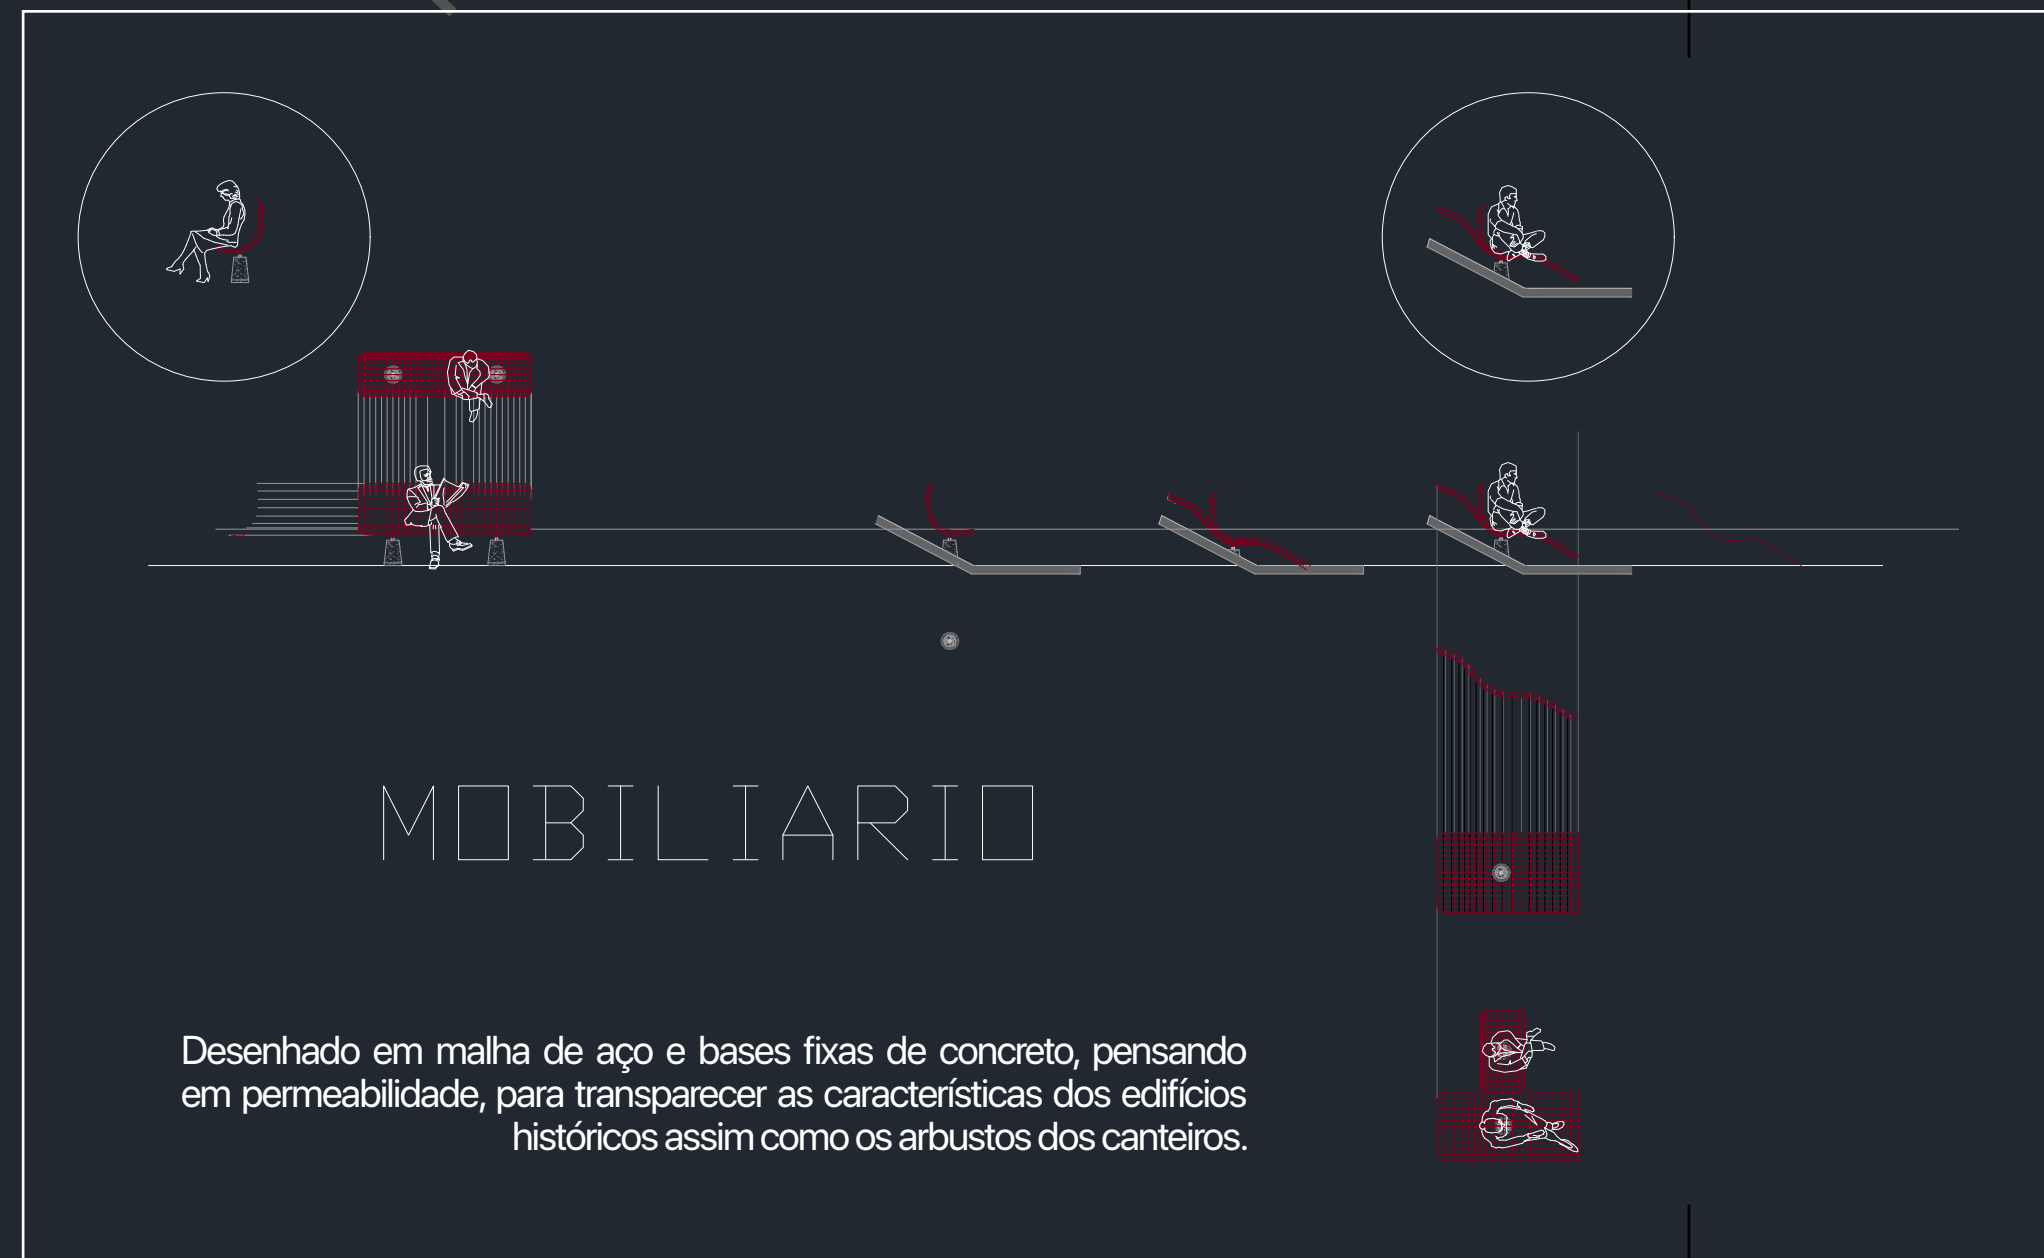 MOBILIARIO
Desenhado em malha de aço e bases fixas de concreto, pensando
em permeabilidade, para transparecer as características dos edifícios
históricos assim como os arbustos dos canteiros.